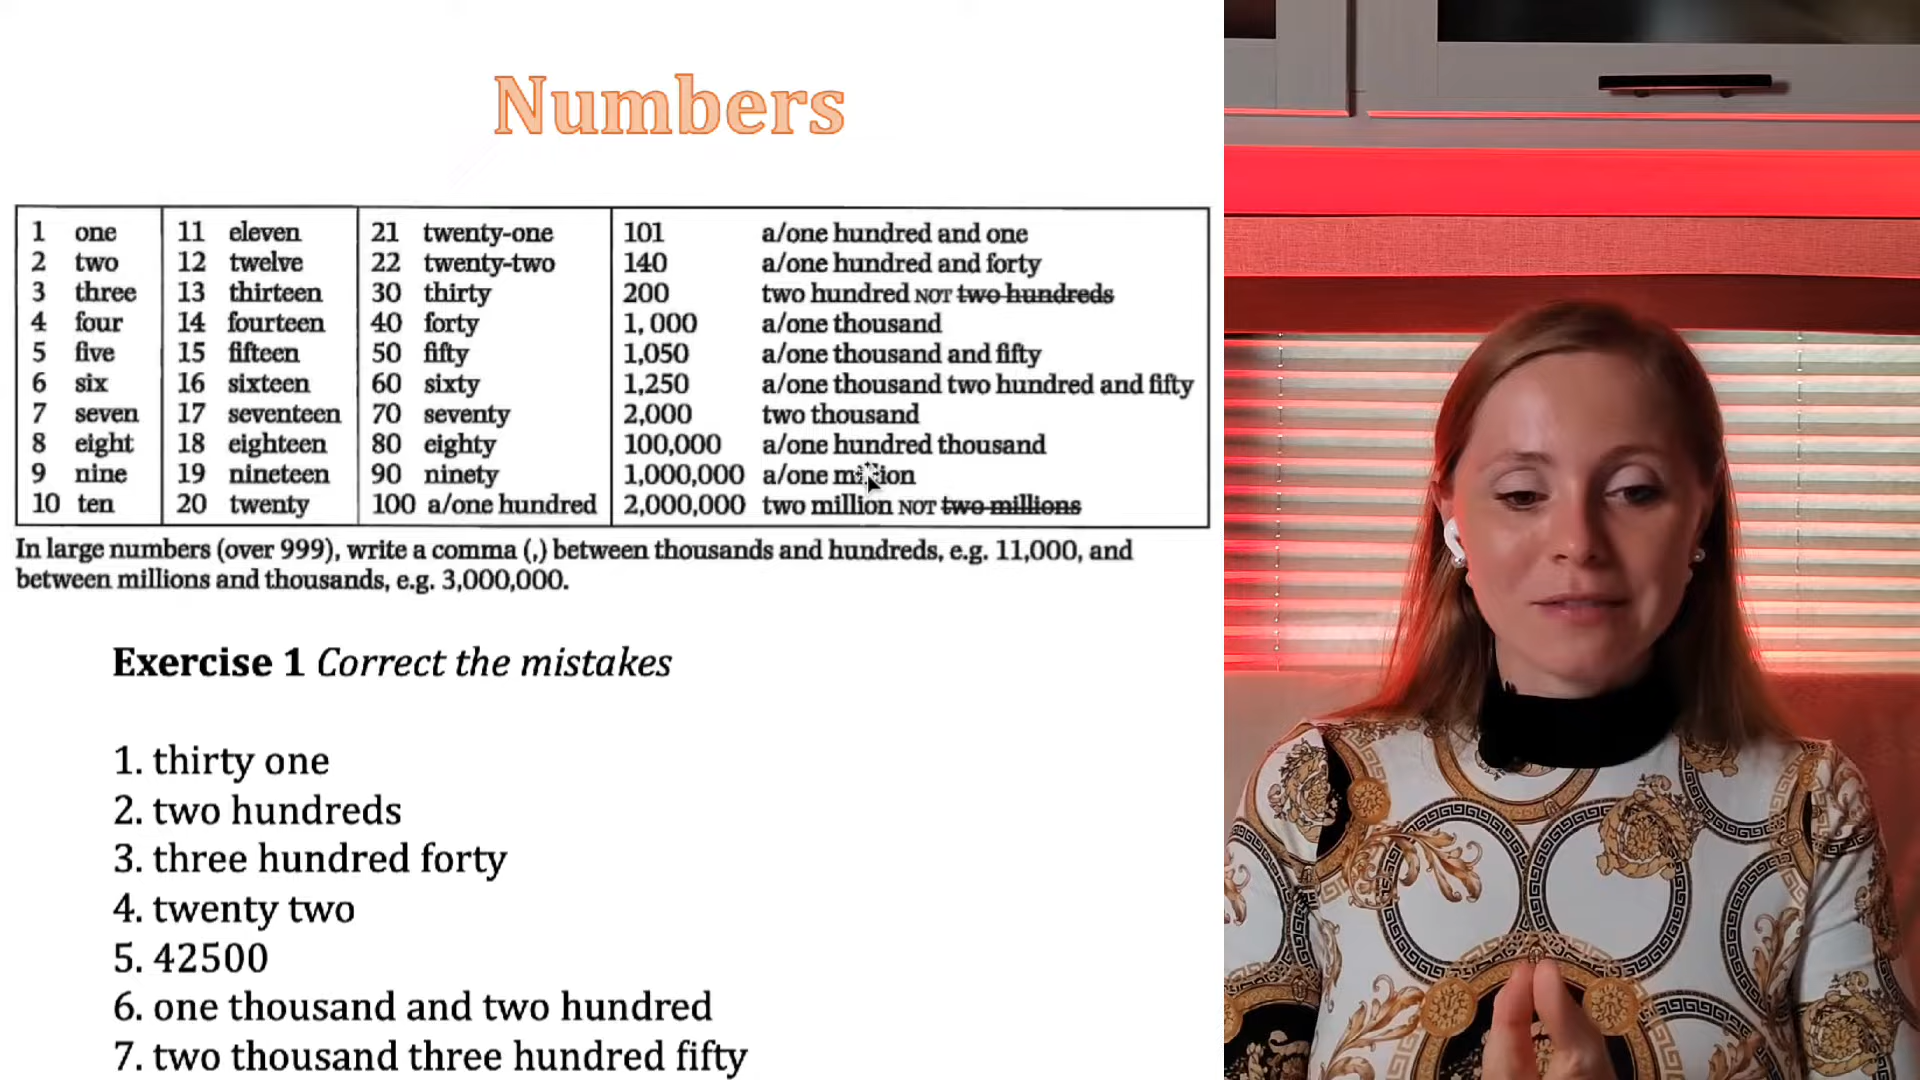 Numbers
1 one 11 eleven 21 twenty-one 101 a/one hundred and one
2 two 12 twelve 22 twenty-two 140 a/one hundred and forty
3 three 13 thirteen 30 thirty 200 two hundred NOT two hundreds
4 four 14 fourteen 40 forty 1, 000 a/one thousand
5 five 15 fifteen 50 fifty 1,050 a/one thousand and fifty
6 six 16 sixteen 60 sixty 1,250 a/one thousand two hundred and fifty
7 seven 17 seventeen 70 seventy 2,000 two thousand
8 eight 18 eighteen 80 eighty 100,000 a/one hundred thousand
9 nine 19 nineteen 90 ninety 1,000,000 a/one million
10 ten 20 twenty 100 a/one hundred 2,000,000 two million NOT two millions
In large numbers (over 999), write a comma (,) between thousands and hundreds, e.g. 11,000, and
between millions and thousands, e.g. 3,000,000.
Exercise 1 Correct the mistakes
1. thirty one
2. two hundreds
3. three hundred forty
4. twenty two
5. 42500
6. one thousand and two hundred
7. two thousand three hundred fifty